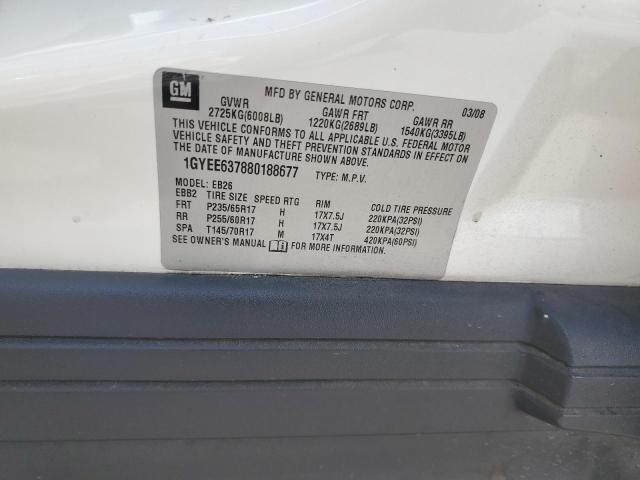 GM
MFD BY GENERAL MOTORS CORP. 03/08
GVWR GAWR FRT GAWR RR
2725KG(6008LB) 1220KG(2689LB) 1540KG(3395LB)
THIS VEHICLE CONFORMS TO ALL APPLICABLE U.S. FEDERAL MOTOR
VEHICLE SAFETY AND THEFT PREVENTION STANDARDS IN EFFECT ON
THE DATE OF MANUFACTURE SHOWN ABOVE.
1GYEE637880188677 TYPE: M.P.V.
MODEL: EB26
EBB2 TIRE SIZE SPEED RTG RIM COLD TIRE PRESSURE
FRT P235/65R17 H 17X7.5J 220KPA(32PSI)
RR P255/60R17 H 17X7.5J 220KPA(32PSI)
SPA T145/70R17 M 17X4T 420KPA(60PSI)
SEE OWNER'S MANUAL FOR MORE INFORMATION.